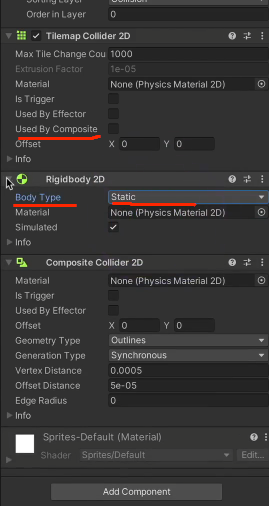 Order in Layer 0
Tilemap Collider 2D
Max Tile Change Cou 1000
Extrusion Factor 1e-05
Material None (Physics Material 2D)
Is Trigger
Used By Effector
Used By Composite
Offset X 0 Y 0
Info
Rigidbody 2D
Body Type Static
Material None (Physics Material 2D)
Simulated
Info
Composite Collider 2D
Material None (Physics Material 2D)
Is Trigger
Used By Effector
Offset X 0 Y 0
Geometry Type Outlines
Generation Type Synchronous
Vertex Distance 0.0005
Offset Distance 5e-05
Edge Radius 0
Info
Sprites-Default (Material)
Shader Sprites/Default Edit...
Add Component